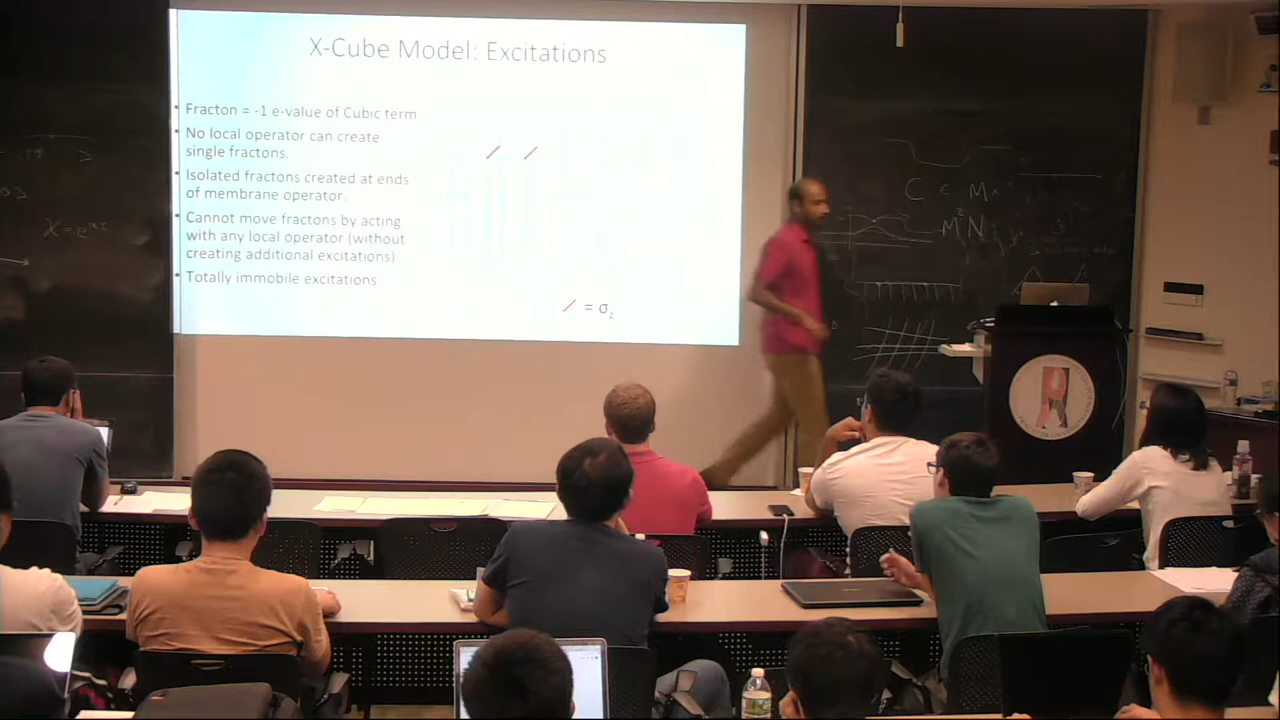 X-Cube Model: Excitations
• Fracton = -1 e-value of Cubic term
• No local operator can create
single fractons.
• Isolated fractons created at ends
of membrane operator.
• Cannot move fractons by acting
with any local operator (without
creating additional excitations)
• Totally immobile excitations
= σz
C ∈ M
M²N